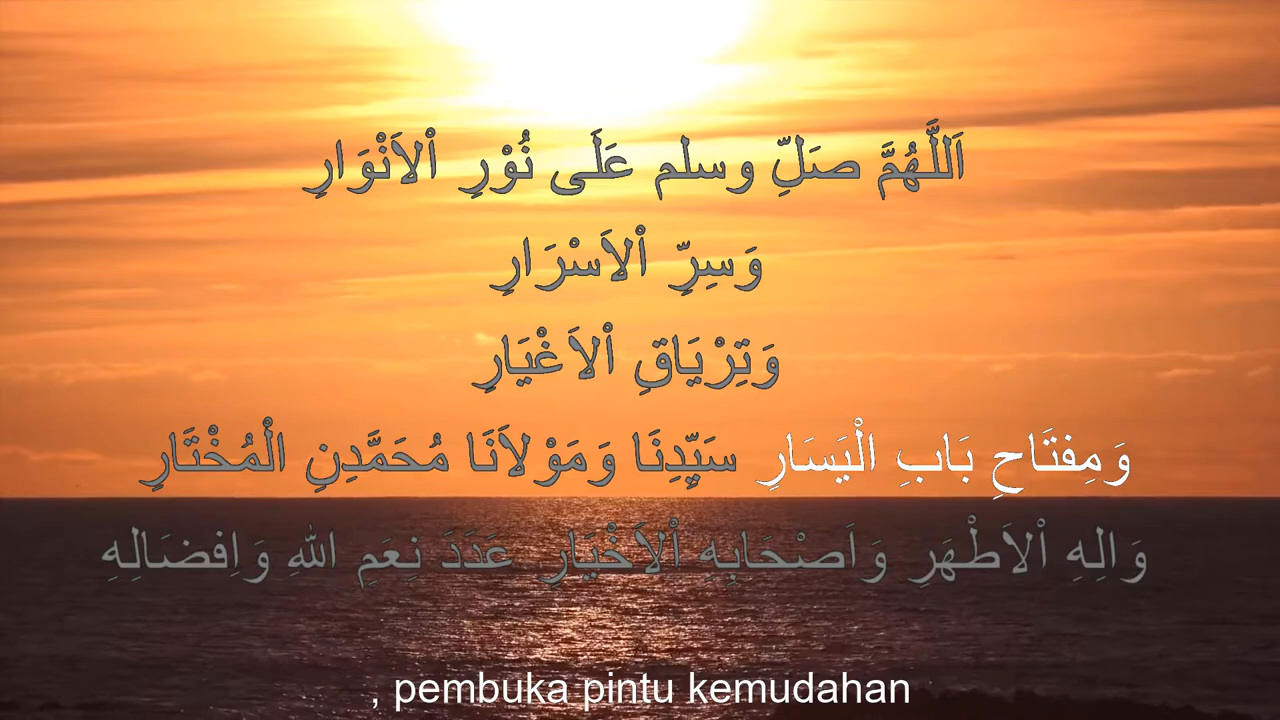 اَللَّهُمَّ صَلِّ وسلم عَلَى نُوْرِ اْلاَنْوَارِ
وَسِرِّ اْلاَسْرَارِ
وَتِرْيَاقِ اْلاَغْيَارِ
وَمِفتَاحِ بَابِ الْيَسَارِ سَيِّدِنَا وَمَوْلاَنَا مُحَمَّدِنِ الْمُخْتَارِ
وَالِهِ اْلاَطْهَرِ وَاَصْحَابِهِ اْلاَخْيَارِ عَدَدَ نِعَمِ اللهِ وَاِفضَالِهِ
, pembuka pintu kemudahan